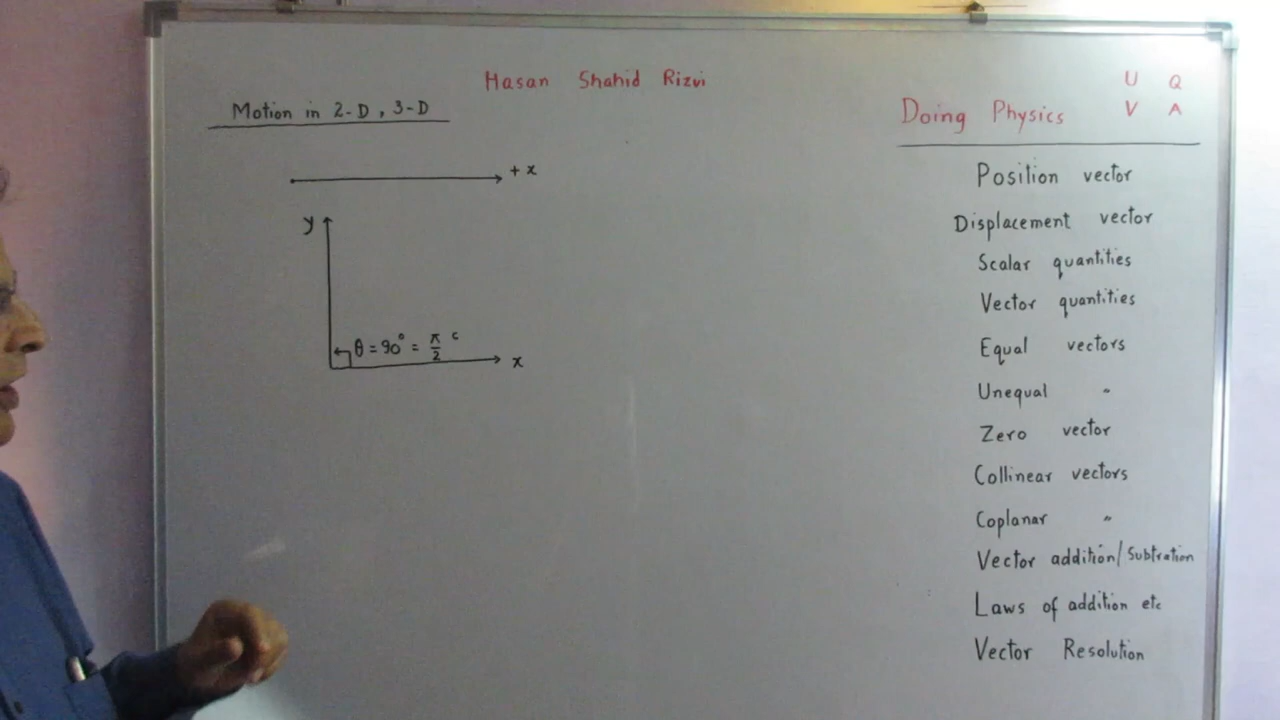 Hasan Shahid Rizvi
Motion in 2-D, 3-D
+ x
y
θ = 90° = π/2 ᶜ
x
U Q
Doing Physics V A
Position vector
Displacement vector
Scalar quantities
Vector quantities
Equal vectors
Unequal "
Zero vector
Collinear vectors
Coplanar "
Vector addition/Subtration
Laws of addition etc
Vector Resolution